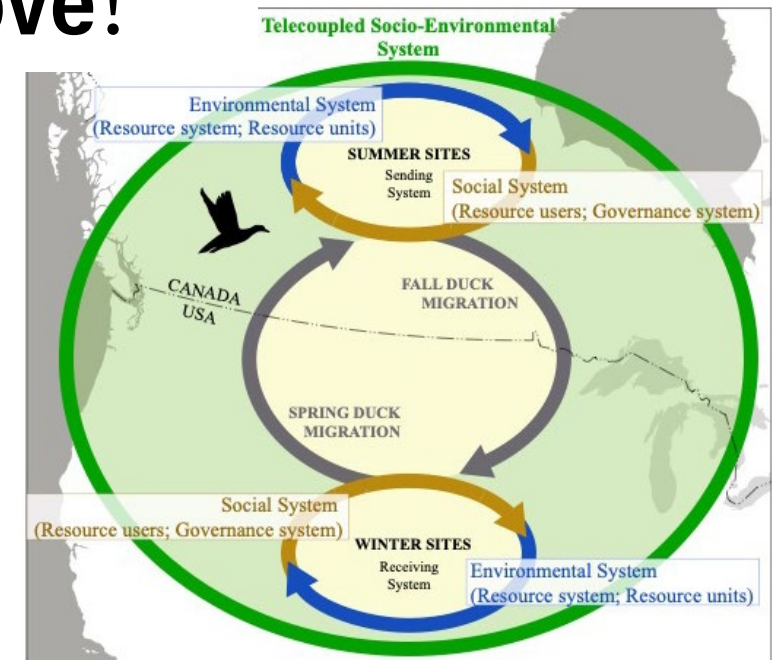 ove!
Telecoupled Socio-Environmental
System
Environmental System
(Resource system; Resource units)
SUMMER SITES
Sending
System
Social System
(Resource users; Governance system)
CANADA
USA
FALL DUCK
MIGRATION
SPRING DUCK
MIGRATION
Social System
(Resource users; Governance system)
WINTER SITES
Receiving
System
Environmental System
(Resource system; Resource units)